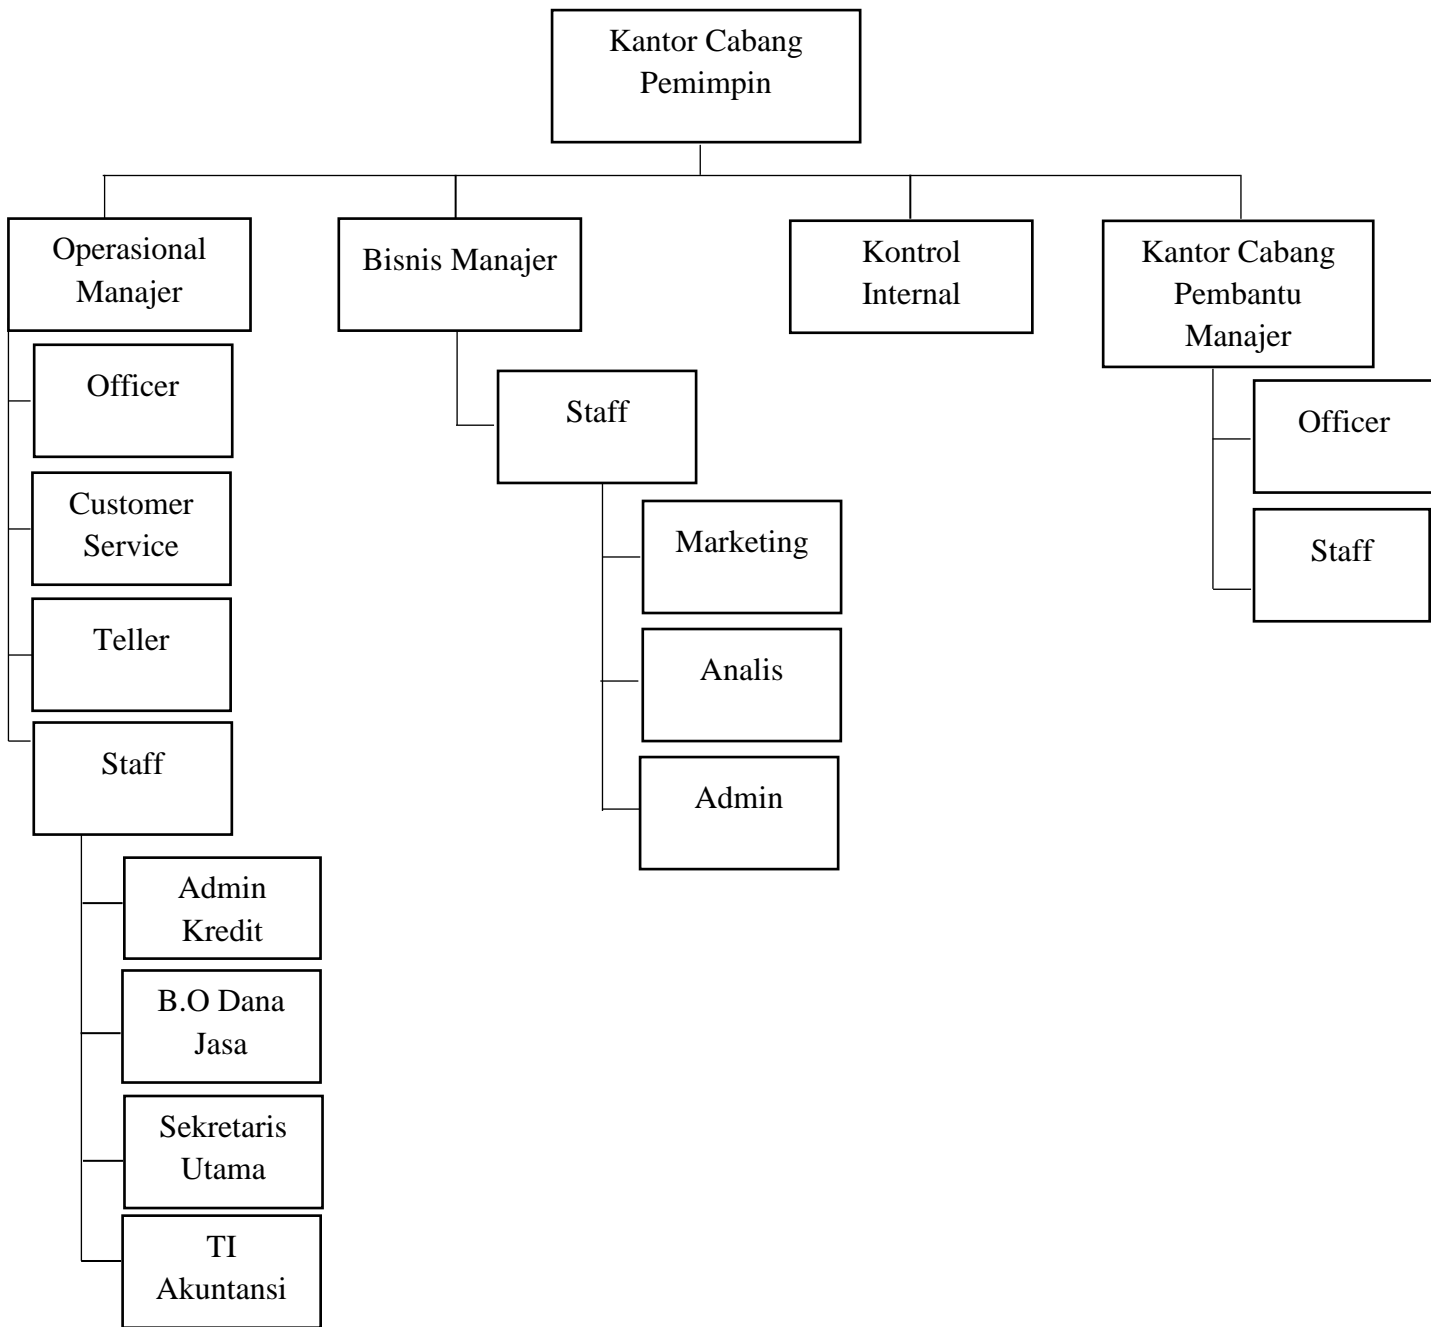 Kantor Cabang
Pemimpin
Operasional
Manajer
Bisnis Manajer
Kontrol
Internal
Kantor Cabang
Pembantu
Manajer
Officer
Customer
Service
Teller
Staff
Admin
Kredit
B.O Dana
Jasa
Sekretaris
Utama
TI
Akuntansi
Staff
Marketing
Analis
Admin
Officer
Staff